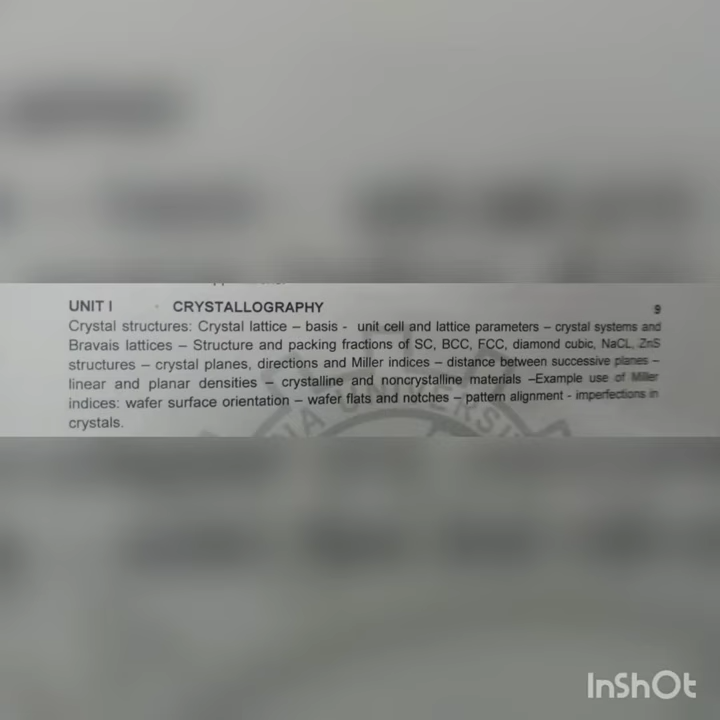 UNIT I CRYSTALLOGRAPHY 9
Crystal structures: Crystal lattice – basis - unit cell and lattice parameters – crystal systems and
Bravais lattices – Structure and packing fractions of SC, BCC, FCC, diamond cubic, NaCL, ZnS
structures – crystal planes, directions and Miller indices – distance between successive planes –
linear and planar densities – crystalline and noncrystalline materials –Example use of Miller
indices: wafer surface orientation – wafer flats and notches – pattern alignment - imperfections in
crystals.
InShOt